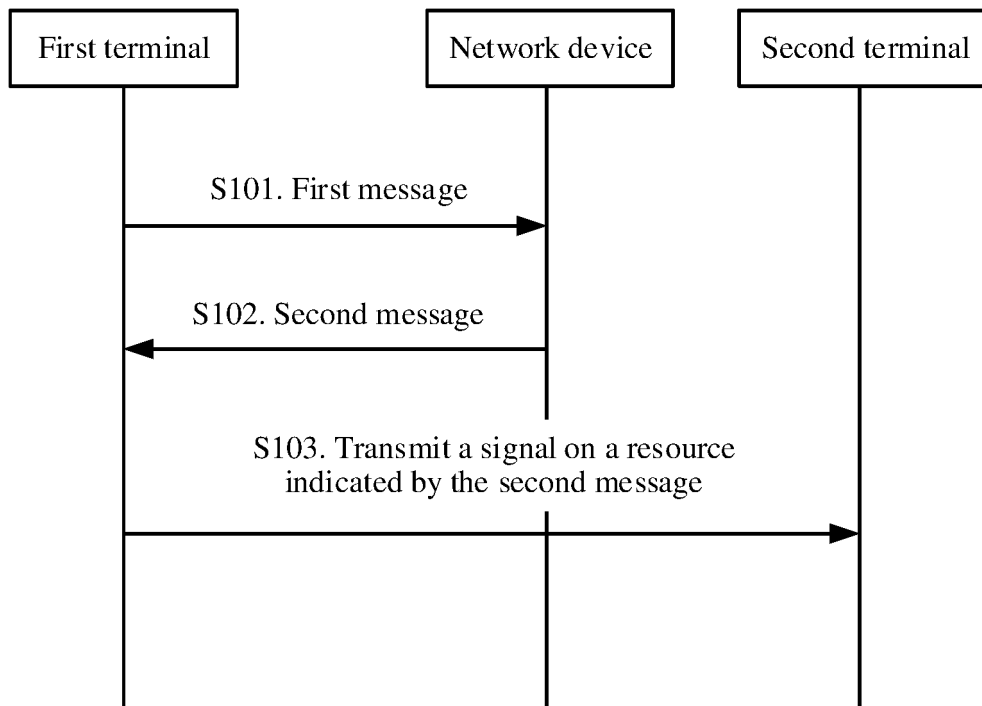 First terminal
Network device
Second terminal
S101. First message
S102. Second message
S103. Transmit a signal on a resource
indicated by the second message